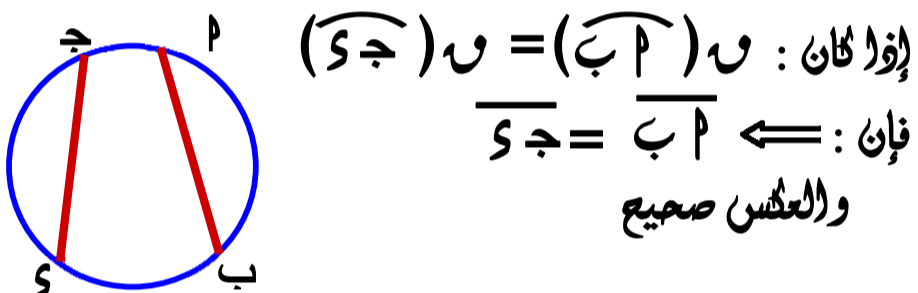 إذا كان : ق ( ا ب ) = ق ( جـ ء )
فإن : ⇐ ا ب = جـ ء
والعكس صحيح
جـ
ا
ء
ب